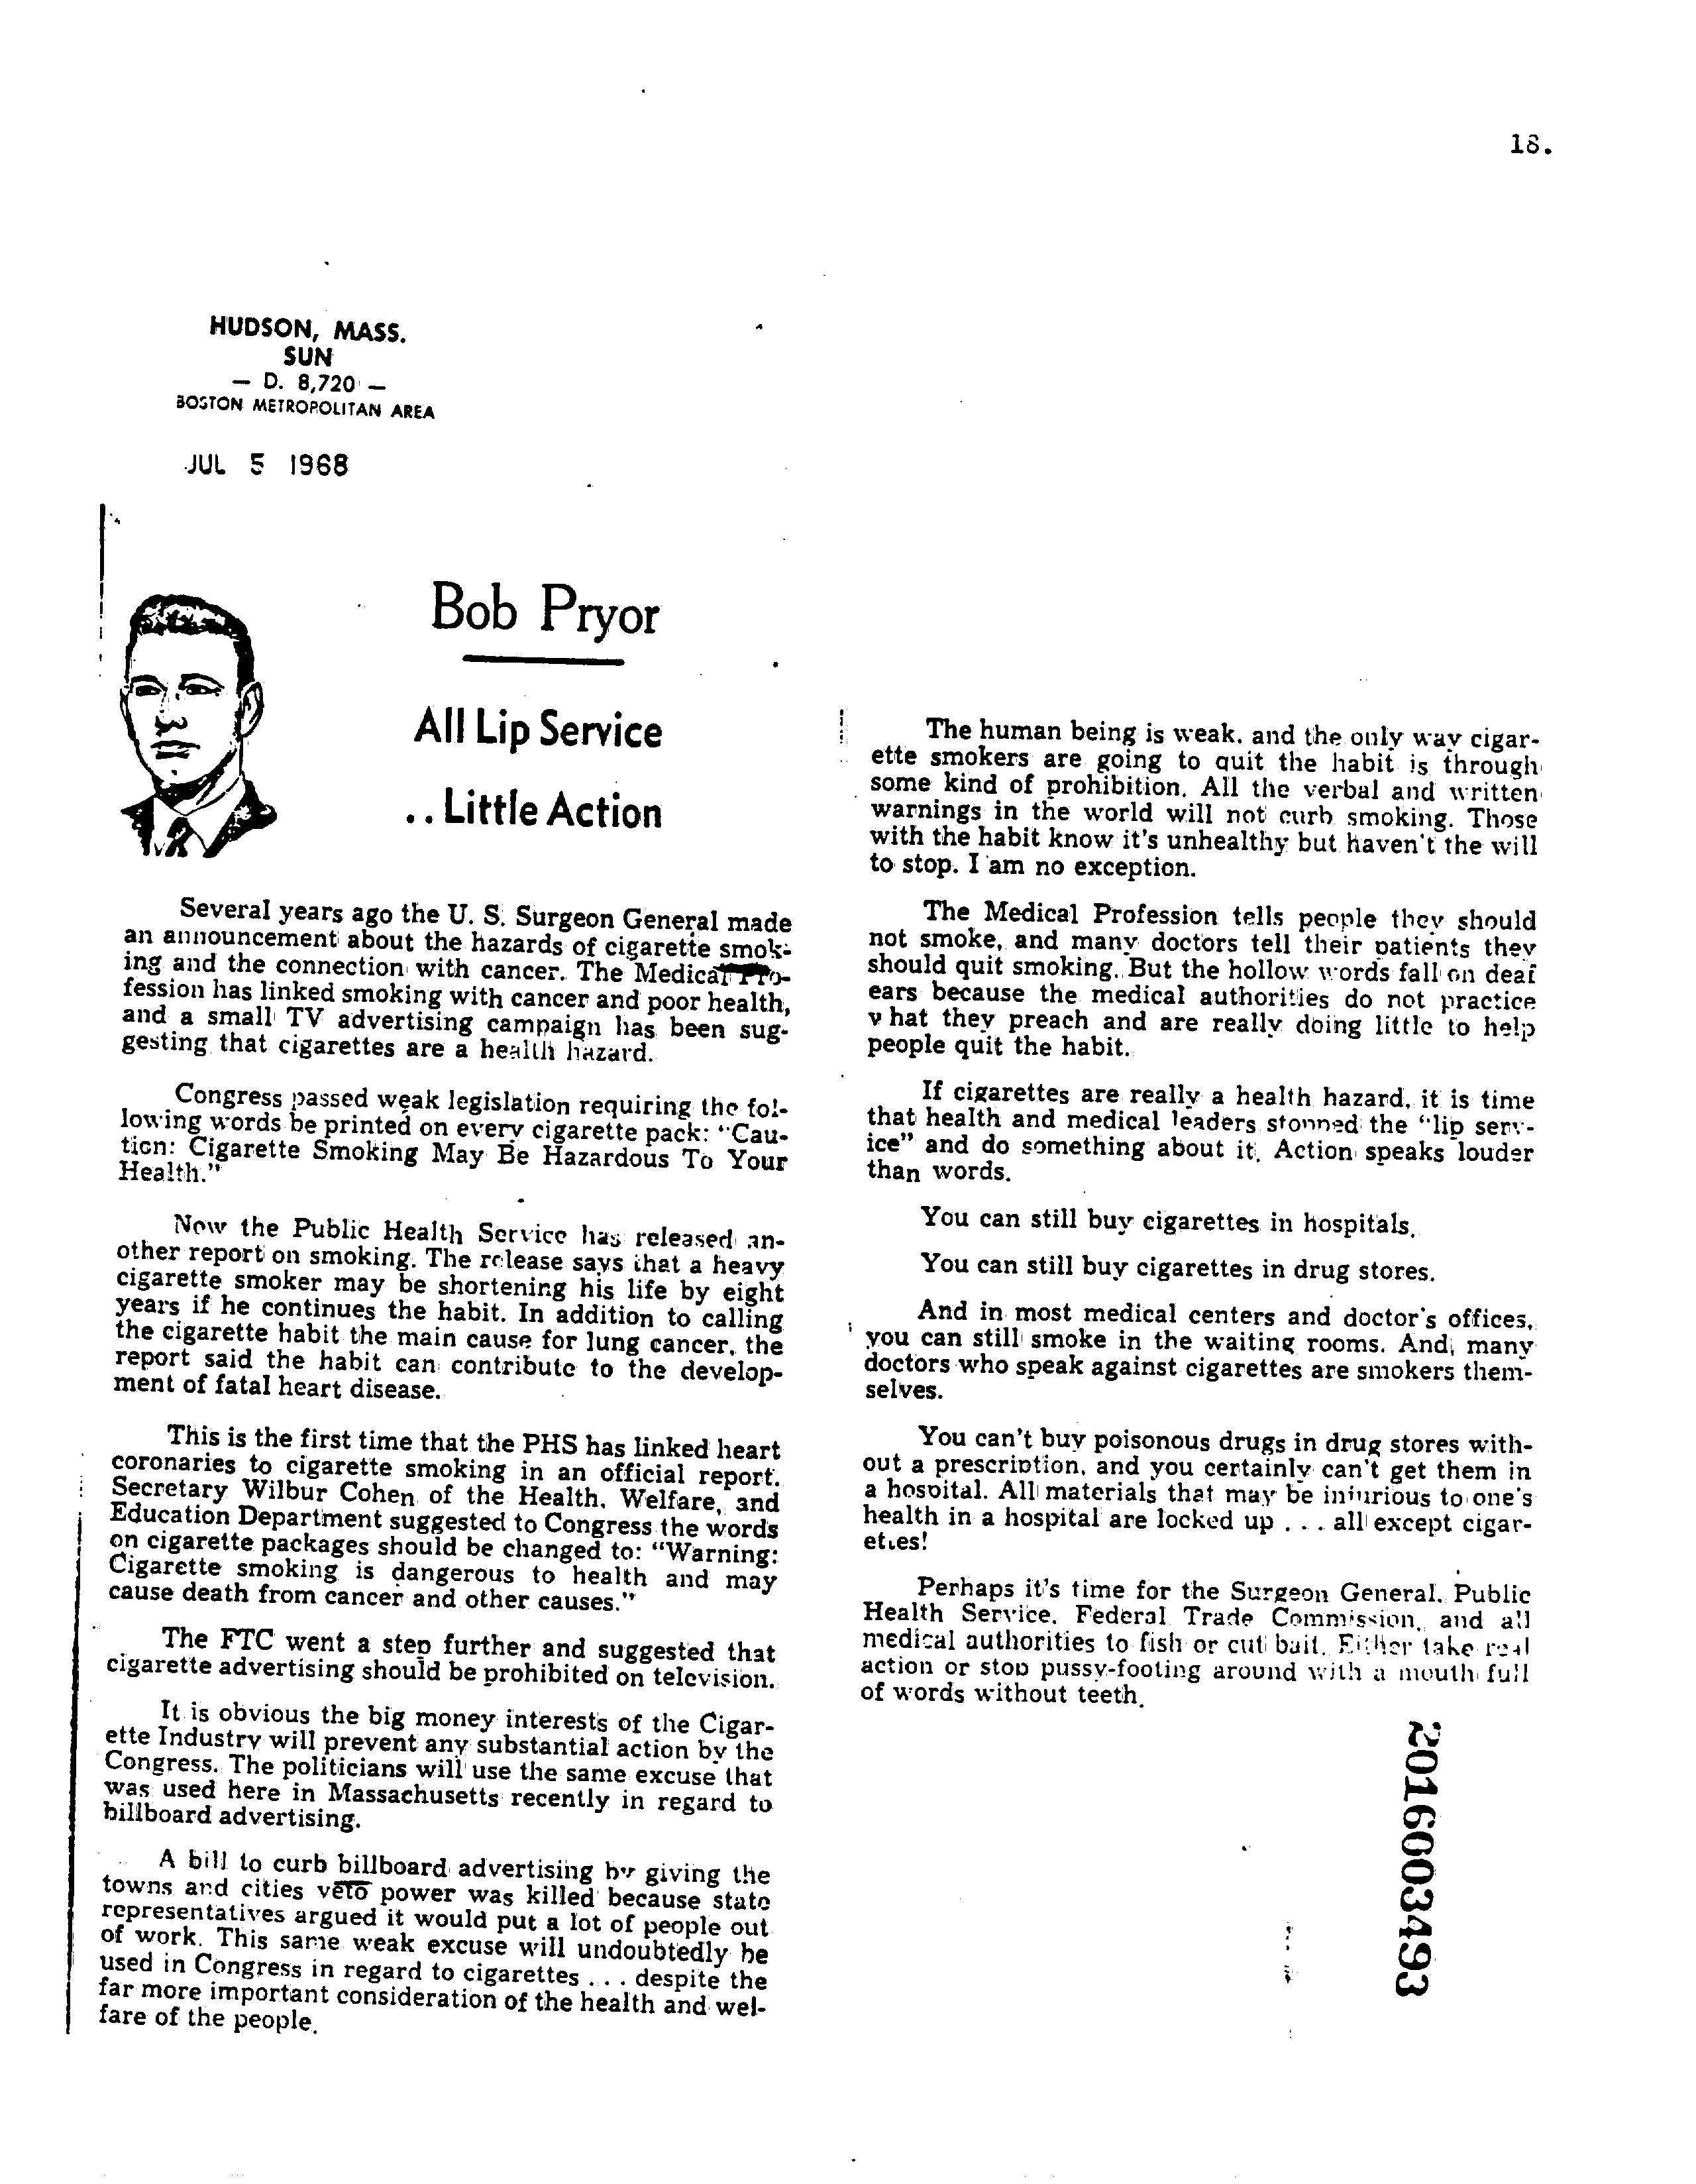 18.
HUDSON, MASS.
SUN
— D. 8,720 —
BOSTON METROPOLITAN AREA
JUL 5 1968
Bob Pryor
All Lip Service
.. Little Action
Several years ago the U. S. Surgeon General made
an announcement about the hazards of cigarette smok-
ing and the connection with cancer. The Medical Pro-
fession has linked smoking with cancer and poor health,
and a small TV advertising campaign has been sug-
gesting that cigarettes are a health hazard.
Congress passed weak legislation requiring the fol-
lowing words be printed on every cigarette pack: "Cau-
tion: Cigarette Smoking May Be Hazardous To Your
Health."
Now the Public Health Service has released an-
other report on smoking. The release says that a heavy
cigarette smoker may be shortening his life by eight
years if he continues the habit. In addition to calling
the cigarette habit the main cause for lung cancer, the
report said the habit can contribute to the develop-
ment of fatal heart disease.
This is the first time that the PHS has linked heart
coronaries to cigarette smoking in an official report.
Secretary Wilbur Cohen of the Health, Welfare, and
Education Department suggested to Congress the words
on cigarette packages should be changed to: "Warning:
Cigarette smoking is dangerous to health and may
cause death from cancer and other causes."
The FTC went a step further and suggested that
cigarette advertising should be prohibited on television.
It is obvious the big money interests of the Cigar-
ette Industry will prevent any substantial action by the
Congress. The politicians will use the same excuse that
was used here in Massachusetts recently in regard to
billboard advertising.
A bill to curb billboard advertising by giving the
towns and cities veto power was killed because state
representatives argued it would put a lot of people out
of work. This same weak excuse will undoubtedly be
used in Congress in regard to cigarettes . . . despite the
far more important consideration of the health and wel-
fare of the people.
The human being is weak. and the only way cigar-
ette smokers are going to quit the habit is through
some kind of prohibition. All the verbal and written
warnings in the world will not curb smoking. Those
with the habit know it's unhealthy but haven't the will
to stop. I am no exception.
The Medical Profession tells people they should
not smoke, and many doctors tell their patients they
should quit smoking. But the hollow words fall on deaf
ears because the medical authorities do not practice
what they preach and are really doing little to help
people quit the habit.
If cigarettes are really a health hazard, it is time
that health and medical leaders stopped the "lip serv-
ice" and do something about it. Action speaks louder
than words.
You can still buy cigarettes in hospitals.
You can still buy cigarettes in drug stores.
And in most medical centers and doctor's offices,
you can still smoke in the waiting rooms. And, many
doctors who speak against cigarettes are smokers them-
selves.
You can't buy poisonous drugs in drug stores with-
out a prescription, and you certainly can't get them in
a hospital. All materials that may be injurious to one's
health in a hospital are locked up . . . all except cigar-
ettes!
Perhaps it's time for the Surgeon General, Public
Health Service, Federal Trade Commission, and all
medical authorities to fish or cut bait. Either take real
action or stop pussy-footing around with a mouth full
of words without teeth.
2016003493